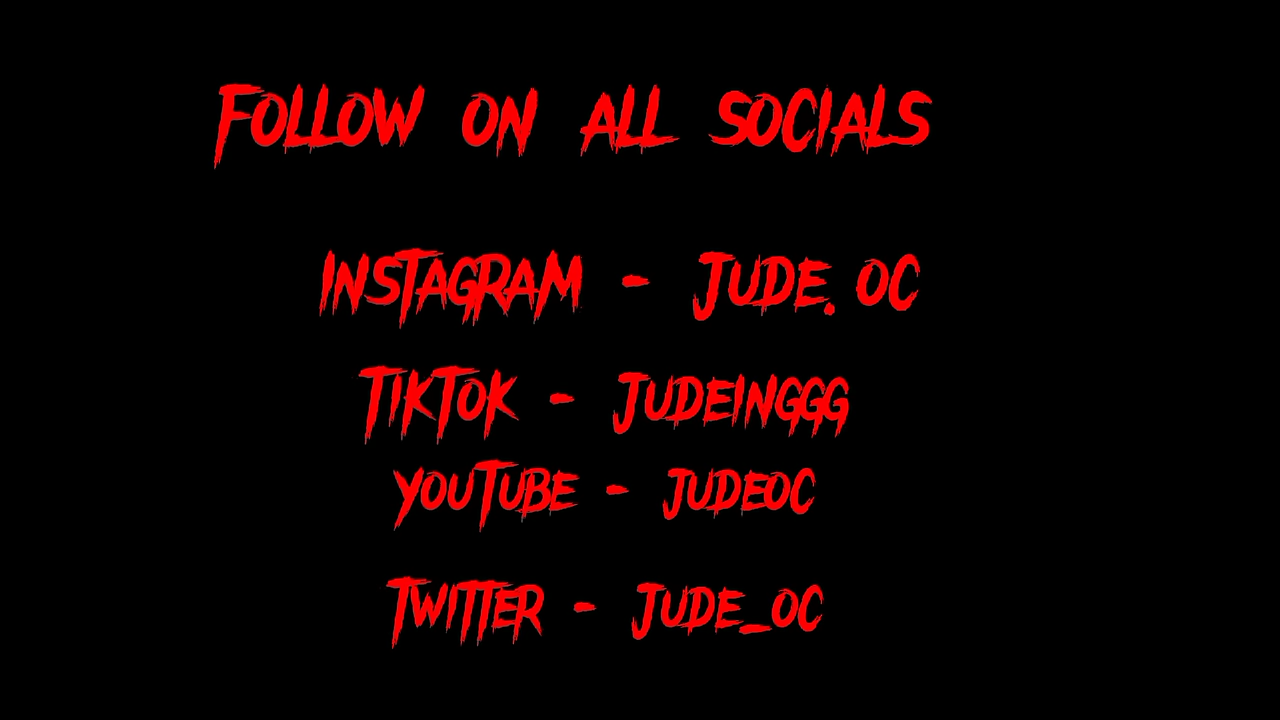 FOLLOW ON ALL SOCIALS
INSTAGRAM - JUDE.OC
TIKTOK - JUDEINGGG
YOUTUBE - JUDEOC
TWITTER - JUDE_OC